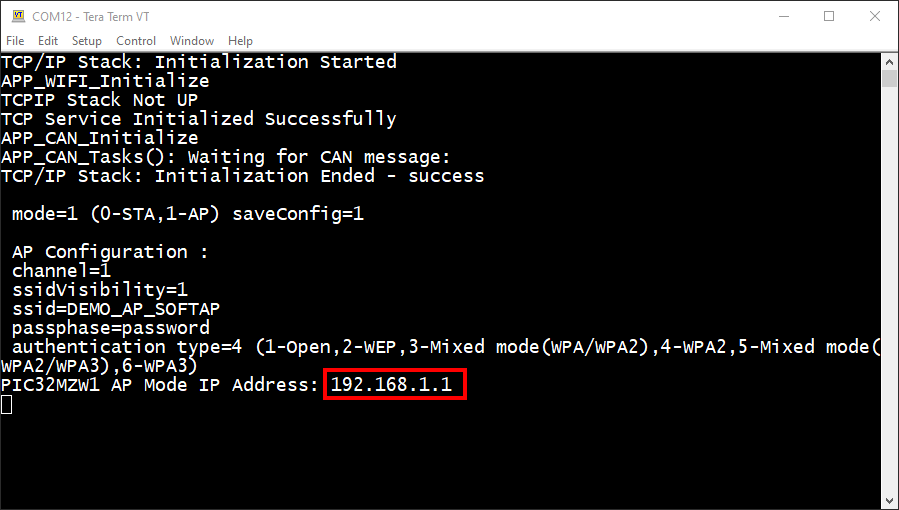 COM12 - Tera Term VT
File Edit Setup Control Window Help
TCP/IP Stack: Initialization Started
APP_WIFI_Initialize
TCPIP Stack Not UP
TCP Service Initialized Successfully
APP_CAN_Initialize
APP_CAN_Tasks(): Waiting for CAN message:
TCP/IP Stack: Initialization Ended - success
mode=1 (0-STA,1-AP) saveConfig=1
AP Configuration :
channel=1
ssidVisibility=1
ssid=DEMO_AP_SOFTAP
passphase=password
authentication type=4 (1-Open,2-WEP,3-Mixed mode(WPA/WPA2),4-WPA2,5-Mixed mode(
WPA2/WPA3),6-WPA3)
PIC32MZW1 AP Mode IP Address: 192.168.1.1